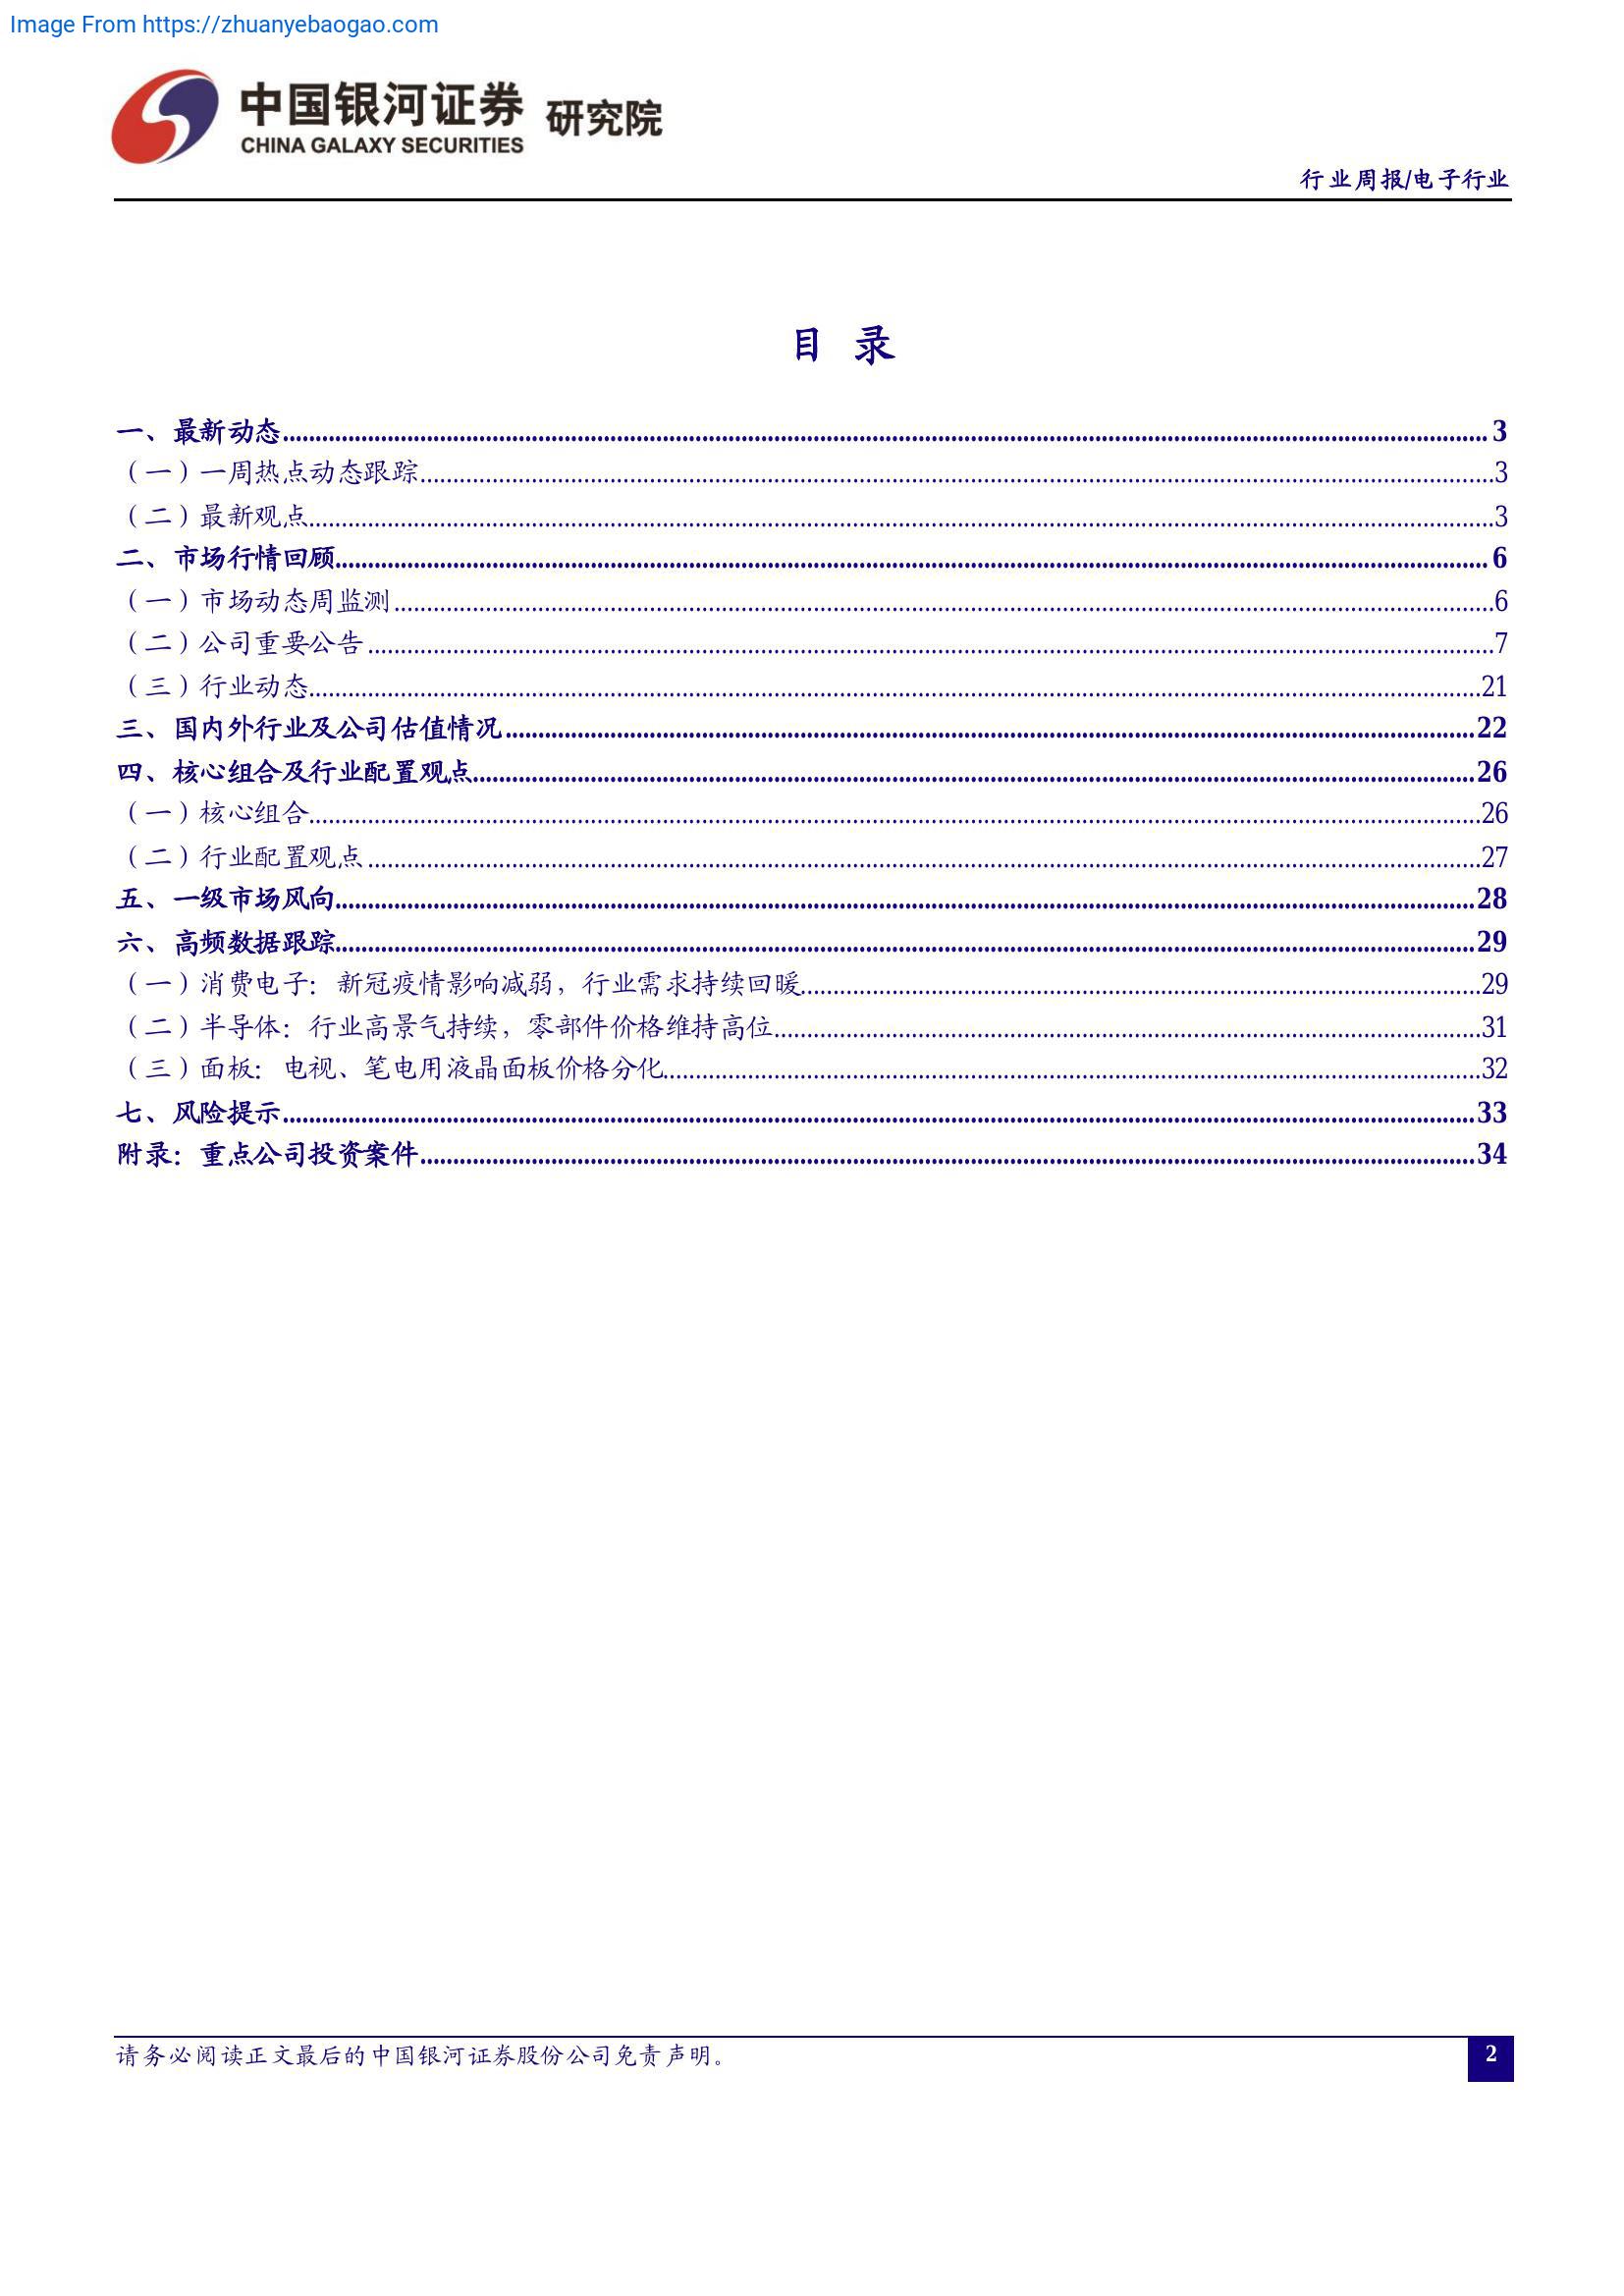 Image From https://zhuanyebaogao.com
中国银河证券 研究院
CHINA GALAXY SECURITIES
行业周报/电子行业
目 录
一、最新动态 3
（一）一周热点动态跟踪 3
（二）最新观点 3
二、市场行情回顾 6
（一）市场动态周监测 6
（二）公司重要公告 7
（三）行业动态 21
三、国内外行业及公司估值情况 22
四、核心组合及行业配置观点 26
（一）核心组合 26
（二）行业配置观点 27
五、一级市场风向 28
六、高频数据跟踪 29
（一）消费电子：新冠疫情影响减弱，行业需求持续回暖 29
（二）半导体：行业高景气持续，零部件价格维持高位 31
（三）面板：电视、笔电用液晶面板价格分化 32
七、风险提示 33
附录：重点公司投资案件 34
请务必阅读正文最后的中国银河证券股份公司免责声明。
2